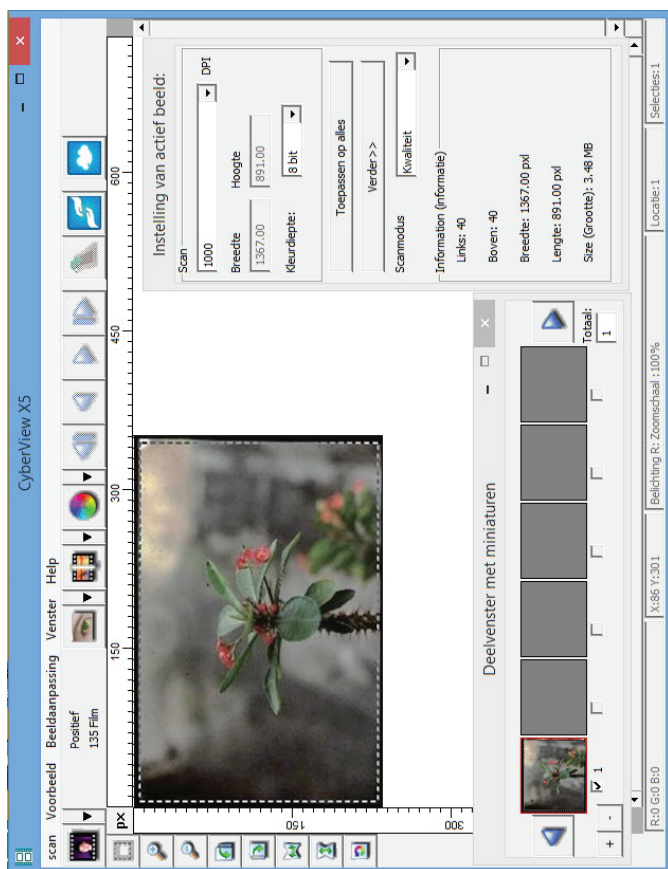 CyberView X5
scan Voorbeeld Beeldaanpassing Venster Help
Positief
135 Film
px
150 300 450 600
150
300
Instelling van actief beeld:
Scan
1000 DPI
Breedte Hoogte
1367.00 891.00
Kleurdiepte: 8 bit
Toepassen op alles
Verder>>
Scanmodus Kwaliteit
Information (informatie)
Links: 40
Boven: 40
Breedte: 1367.00 pxl
Lengte: 891.00 pxl
Size (Grootte): 3.48 MB
Deelvenster met miniaturen
1
Totaal:
1
+ -
R:0 G:0 B:0 X:86 Y:301 Belichting R: Zoomschaal :100% Locatie:1 Selecties:1